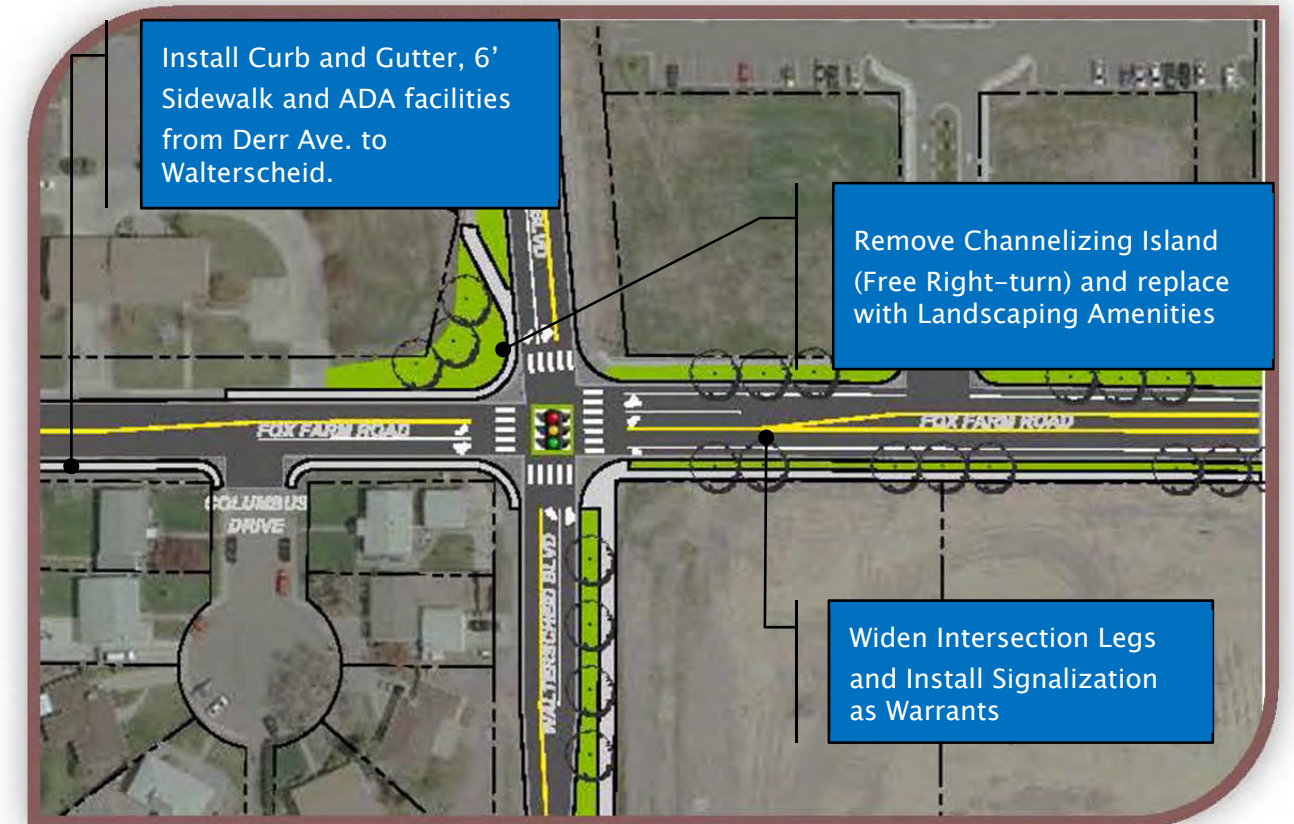 Install Curb and Gutter, 6’
Sidewalk and ADA facilities
from Derr Ave. to
Walterscheid.
Remove Channelizing Island
(Free Right-turn) and replace
with Landscaping Amenities
BLVD
FOX FARM ROAD
FOX FARM ROAD
COLUMBUS
DRIVE
WALTERSCHEID BLVD
Widen Intersection Legs
and Install Signalization
as Warrants